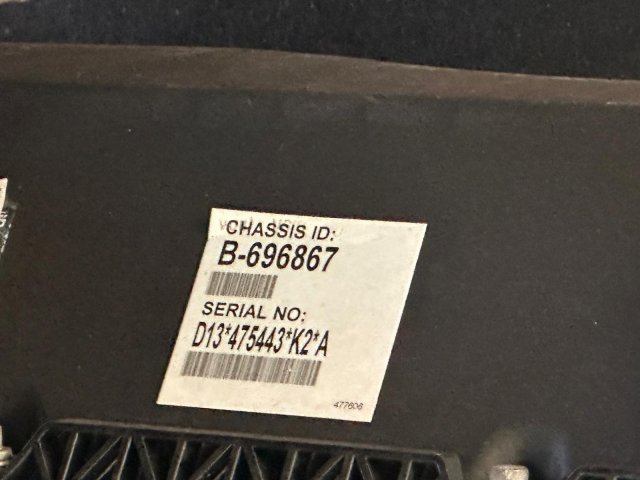 CHASSIS ID:
B-696867
SERIAL NO:
D13*475443*K2*A
477606